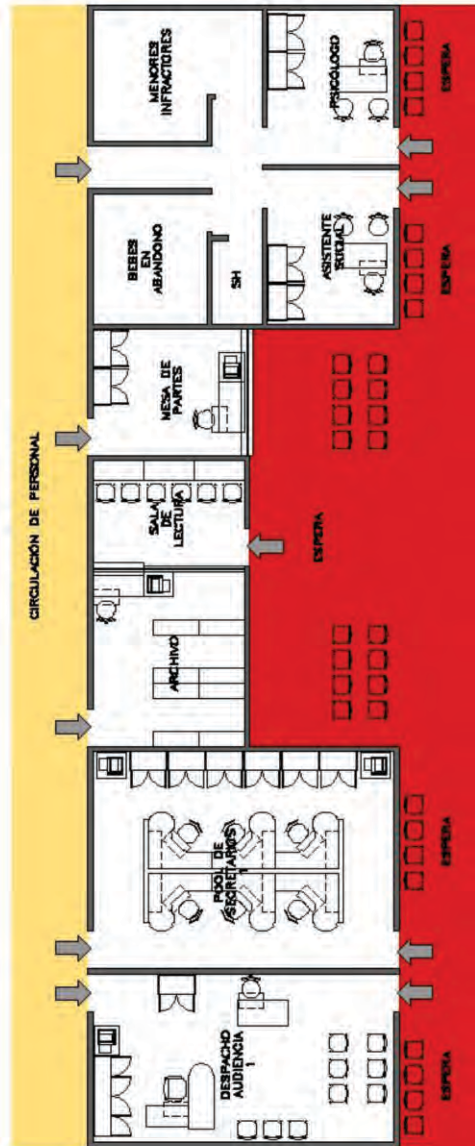 CIRCULACIÓN DE PERSONAL
DESPACHO
AUDIENCIA
1
POOL DE
SECRETARIOS
1
ARCHIVO
SALA
DE
LECTURA
MESA DE
PARTES
BEBES
EN
ABANDONO
MENORES
INFRACTORES
SH
ASISTENTE
SOCIAL
PSICÓLOGO
ESPERA
ESPERA
ESPERA
ESPERA
ESPERA